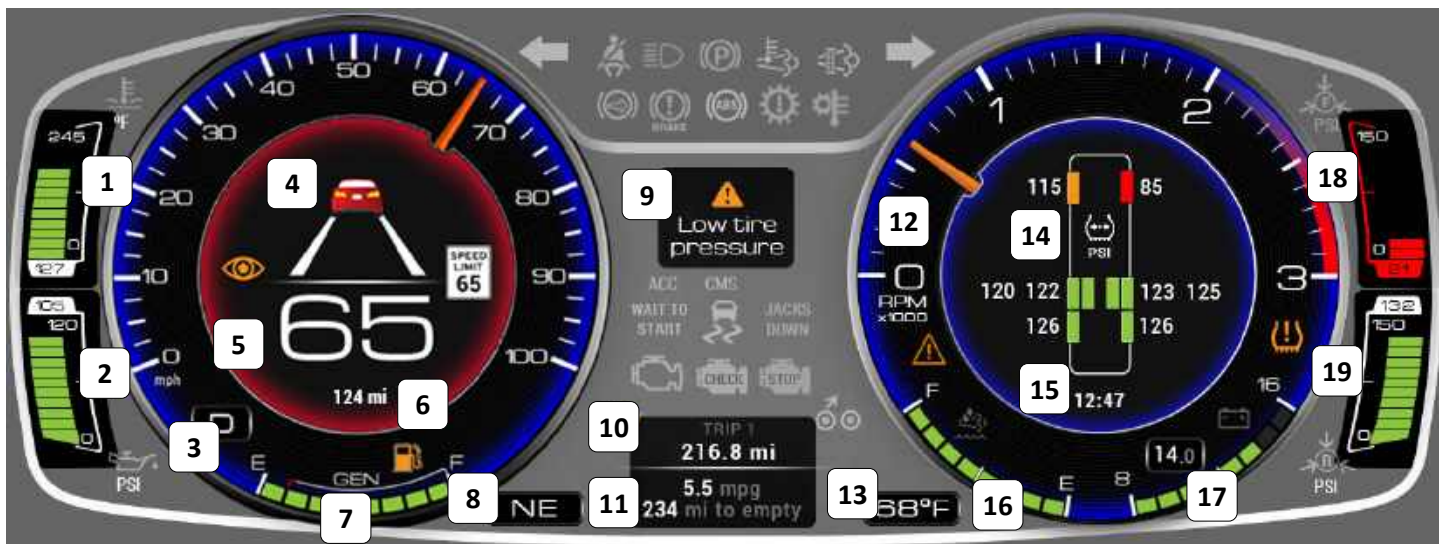 245
°F
1
0
127
105
120
2
0
PSI
0
10
20
30
40
50
60
70
80
90
100
mph
4
SPEED
LIMIT
65
65
5
124 mi
6
3
D
E
GEN
F
7
8
NE
P
BRAKE
ABS
9
Low tire
pressure
ACC CMS
WAIT TO
START
JACKS
DOWN
CHECK
STOP
10
TRIP 1
216.8 mi
11
5.5 mpg
234 mi to empty
13
68°F
0
1
2
3
RPM
x1000
12
115 85
14
PSI
120 122 123 125
126 126
15
12:47
F
E
16
8
16
14.0
17
F
PSI
150
18
0
132
150
19
0
R
PSI